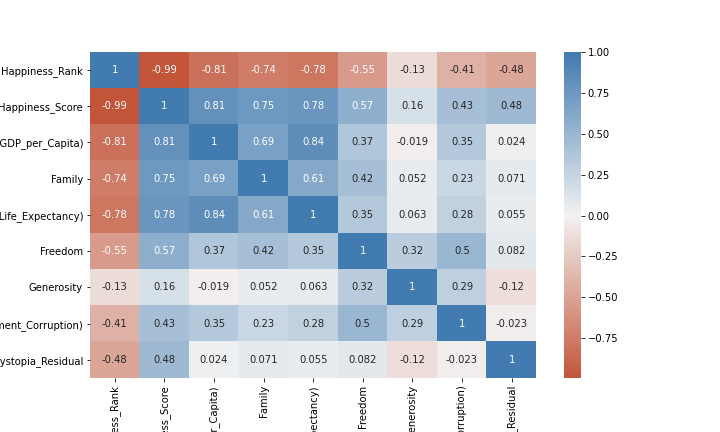 Happiness_Rank 1 -0.99 -0.81 -0.74 -0.78 -0.55 -0.13 -0.41 -0.48
Happiness_Score -0.99 1 0.81 0.75 0.78 0.57 0.16 0.43 0.48
GDP_per_Capita) -0.81 0.81 1 0.69 0.84 0.37 -0.019 0.35 0.024
Family -0.74 0.75 0.69 1 0.61 0.42 0.052 0.23 0.071
Life_Expectancy) -0.78 0.78 0.84 0.61 1 0.35 0.063 0.28 0.055
Freedom -0.55 0.57 0.37 0.42 0.35 1 0.32 0.5 0.082
Generosity -0.13 0.16 -0.019 0.052 0.063 0.32 1 0.29 -0.12
ment_Corruption) -0.41 0.43 0.35 0.23 0.28 0.5 0.29 1 -0.023
ystopia_Residual -0.48 0.48 0.024 0.071 0.055 0.082 -0.12 -0.023 1
ess_Rank
ss_Score
r_Capita)
Family
pectancy)
Freedom
enerosity
orruption)
_Residual
1.00
0.75
0.50
0.25
0.00
−0.25
−0.50
−0.75